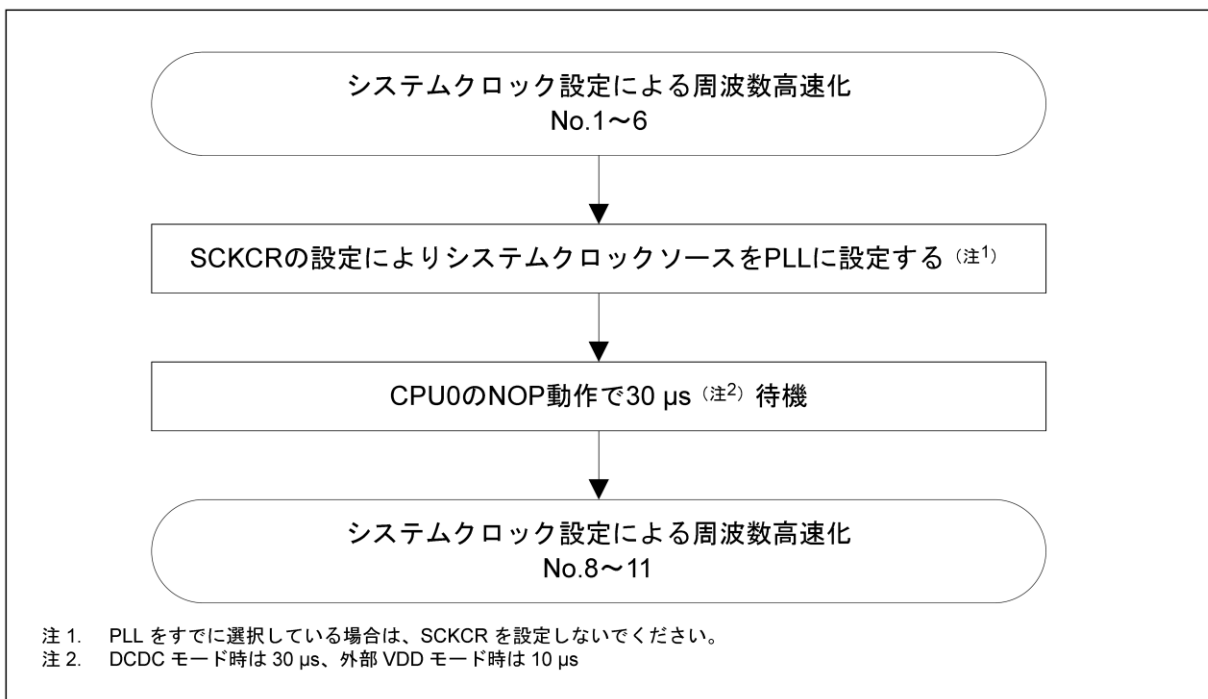 システムクロック設定による周波数高速化
No.1～6
SCKCRの設定によりシステムクロックソースをPLLに設定する（注1）
CPU0のNOP動作で30 µs（注2）待機
システムクロック設定による周波数高速化
No.8～11
注 1. PLL をすでに選択している場合は、SCKCR を設定しないでください。
注 2. DCDC モード時は 30 µs、外部 VDD モード時は 10 µs